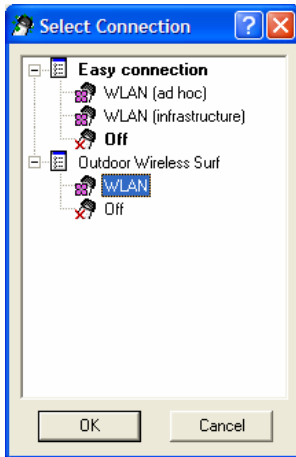 Select Connection
Easy connection
WLAN (ad hoc)
WLAN (infrastructure)
Off
Outdoor Wireless Surf
WLAN
Off
OK Cancel